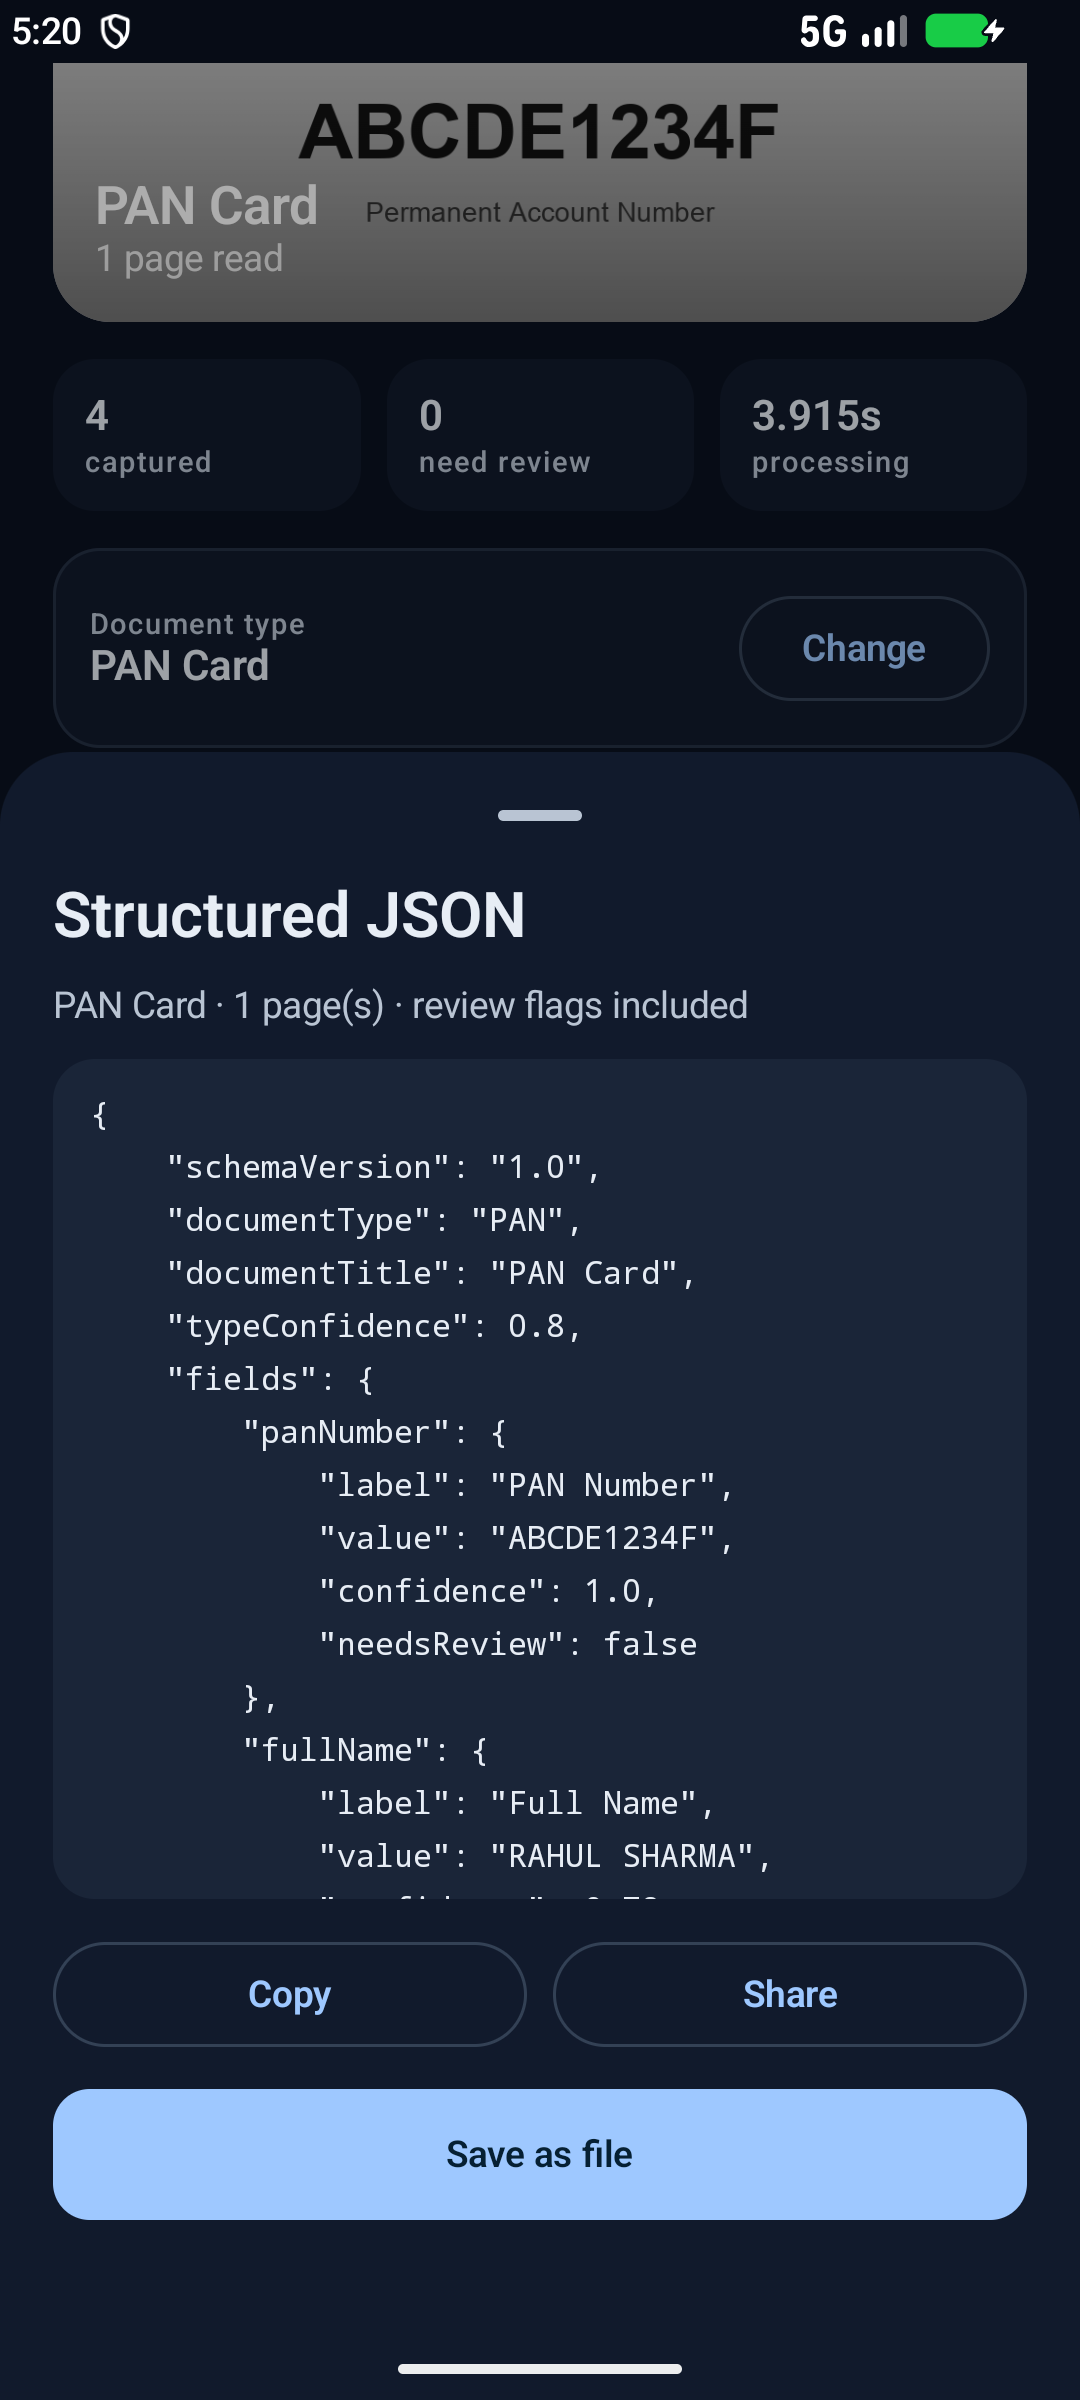 5:20
5G
ABCDE1234F
PAN Card
Permanent Account Number
1 page read
4
captured
0
need review
3.915s
processing
Document type
PAN Card
Change
Structured JSON
PAN Card · 1 page(s) · review flags included
{
    "schemaVersion": "1.0",
    "documentType": "PAN",
    "documentTitle": "PAN Card",
    "typeConfidence": 0.8,
    "fields": {
        "panNumber": {
            "label": "PAN Number",
            "value": "ABCDE1234F",
            "confidence": 1.0,
            "needsReview": false
        },
        "fullName": {
            "label": "Full Name",
            "value": "RAHUL SHARMA",
Copy
Share
Save as file